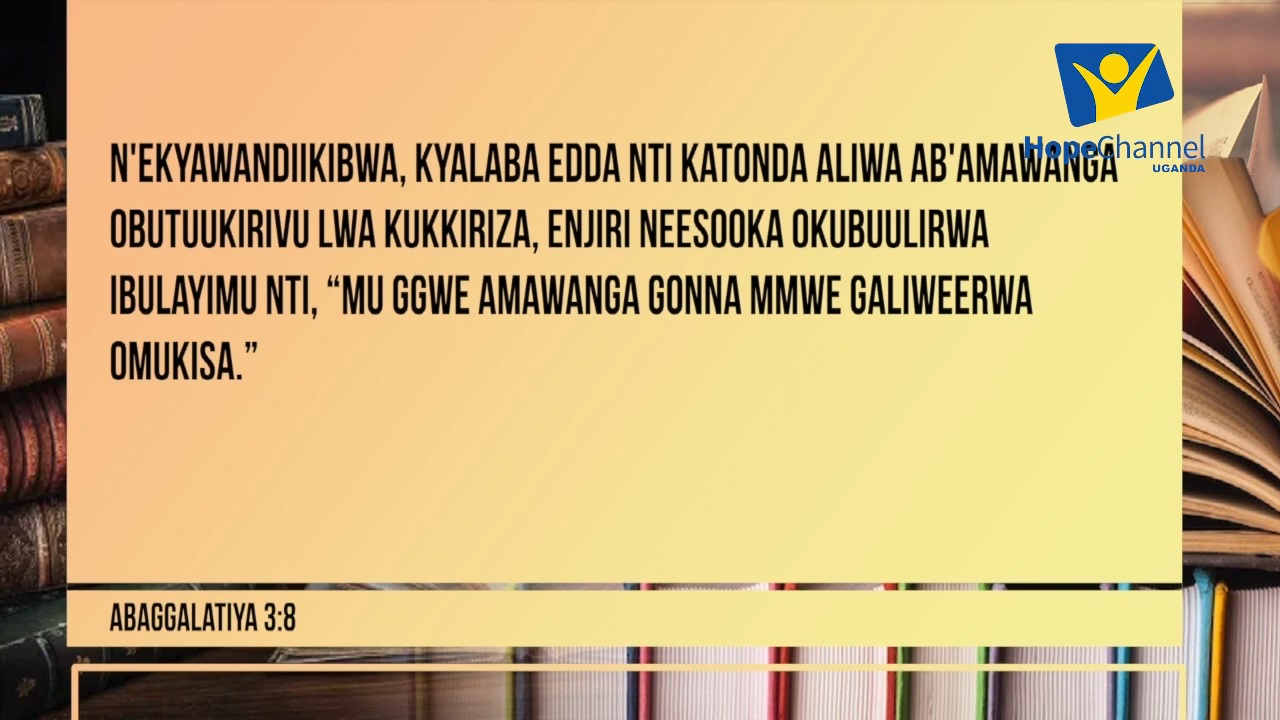 HopeChannel
UGANDA
N'EKYAWANDIIKIBWA, KYALABA EDDA NTI KATONDA ALIWA AB'AMAWANGA
OBUTUUKIRIVU LWA KUKKIRIZA, ENJIRI NEESOOKA OKUBUULIRWA
IBULAYIMU NTI, “MU GGWE AMAWANGA GONNA MMWE GALIWEERWA
OMUKISA.”
ABAGGALATIYA 3:8